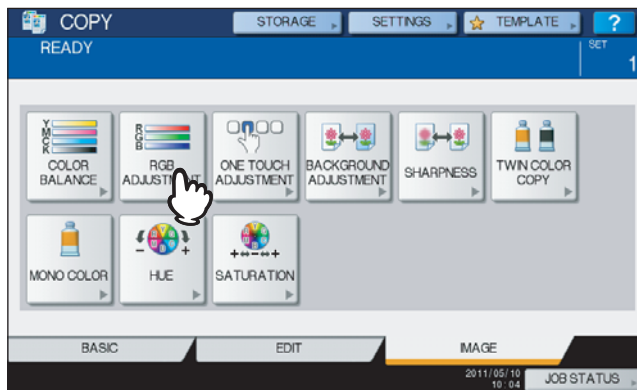 COPY
STORAGE
SETTINGS
TEMPLATE
?
READY
SET
1
Y
M
C
K
COLOR
BALANCE
R
G
B
RGB
ADJUSTMENT
ONE TOUCH
ADJUSTMENT
BACKGROUND
ADJUSTMENT
SHARPNESS
TWIN COLOR
COPY
MONO COLOR
HUE
SATURATION
BASIC
EDIT
IMAGE
2011/05/10
10:04
JOB STATUS